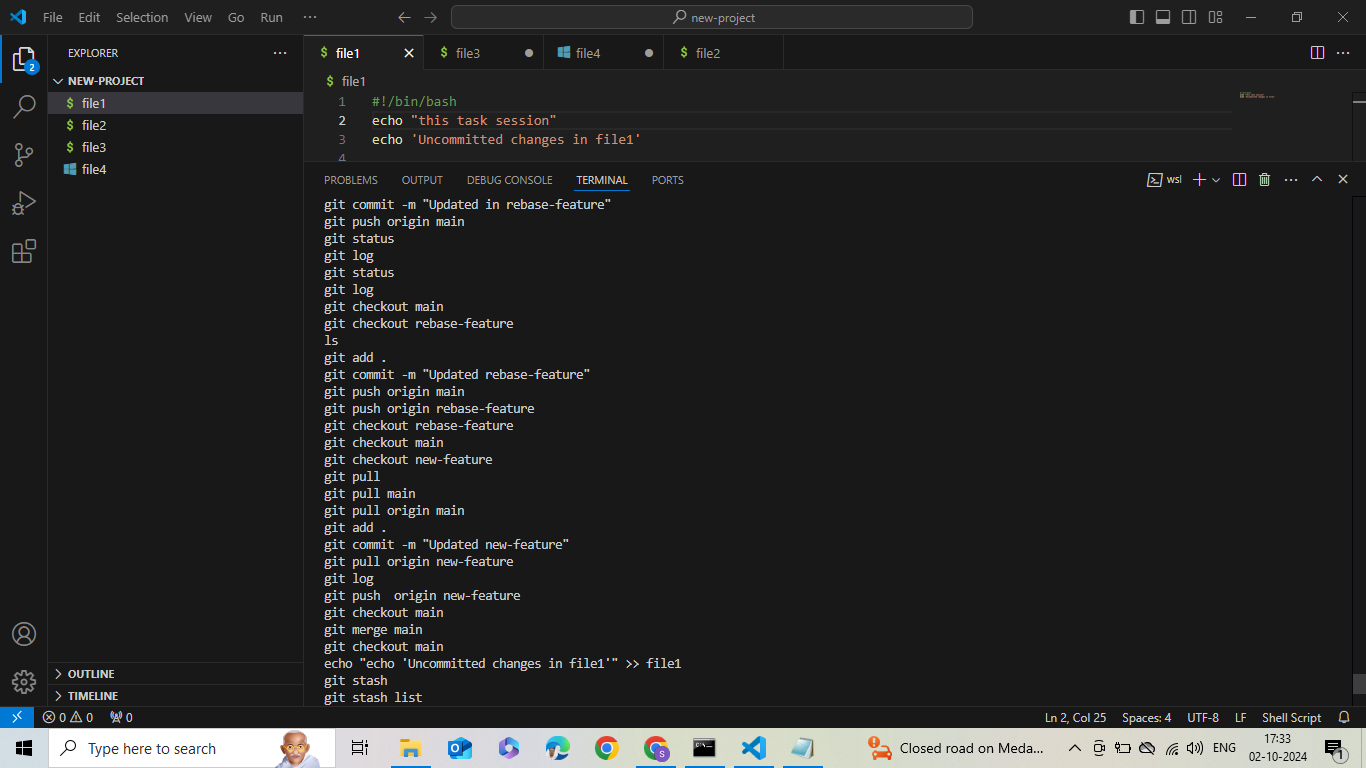 File Edit Selection View Go Run ···
new-project
EXPLORER ···
NEW-PROJECT
$ file1
$ file2
$ file3
file4
OUTLINE
TIMELINE
2
$ file1
$ file3
file4
$ file2
$ file1
1 #!/bin/bash
2 echo "this task session"
3 echo 'Uncommitted changes in file1'
4
PROBLEMS OUTPUT DEBUG CONSOLE TERMINAL PORTS
wsl
git commit -m "Updated in rebase-feature"
git push origin main
git status
git log
git status
git log
git checkout main
git checkout rebase-feature
ls
git add .
git commit -m "Updated rebase-feature"
git push origin main
git push origin rebase-feature
git checkout rebase-feature
git checkout main
git checkout new-feature
git pull
git pull main
git pull origin main
git add .
git commit -m "Updated new-feature"
git pull origin new-feature
git log
git push  origin new-feature
git checkout main
git merge main
git checkout main
echo "echo 'Uncommitted changes in file1'" >> file1
git stash
git stash list
0 0 0
Ln 2, Col 25 Spaces: 4 UTF-8 LF Shell Script
Type here to search
S
Closed road on Meda...
ENG
17:33
02-10-2024
1